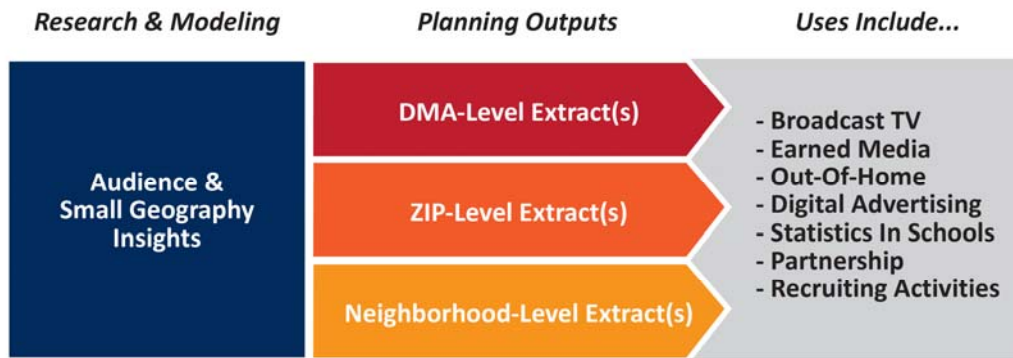 Research & Modeling
Planning Outputs
Uses Include...
Audience &
Small Geography
Insights
DMA-Level Extract(s)
ZIP-Level Extract(s)
Neighborhood-Level Extract(s)
- Broadcast TV
- Earned Media
- Out-Of-Home
- Digital Advertising
- Statistics In Schools
- Partnership
- Recruiting Activities